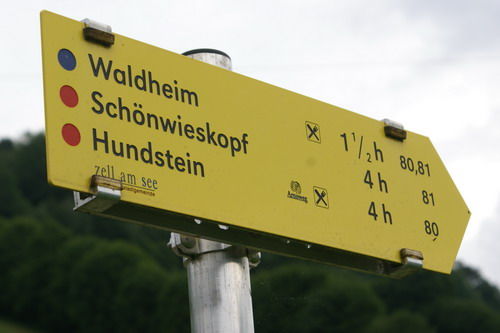 Waldheim 1 1/2 h 80,81
Schönwieskopf 4 h 81
Hundstein 4 h 80
zell am see